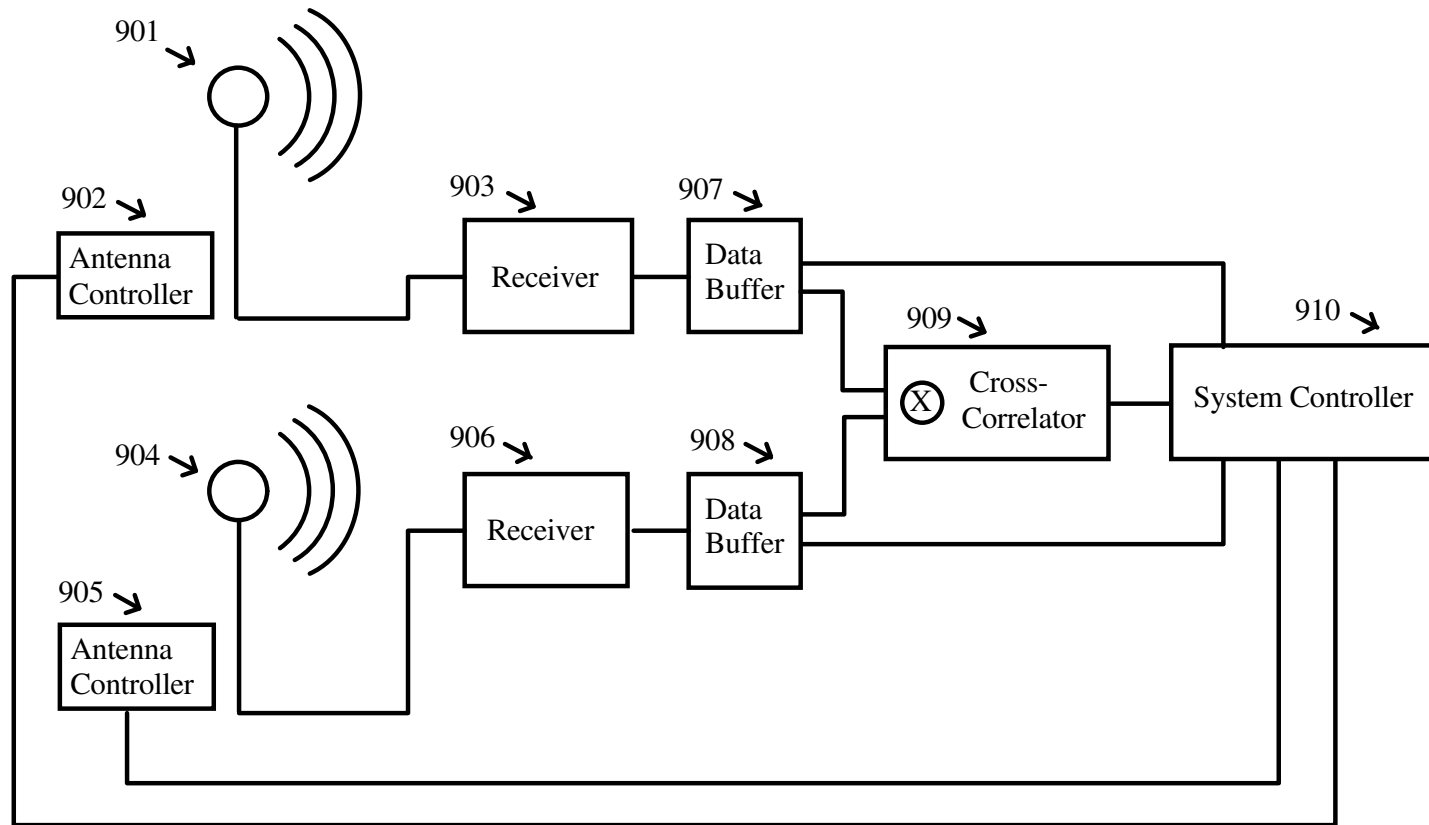 901
902
Antenna
Controller
903
Receiver
907
Data
Buffer
909
X
Cross-
Correlator
910
System Controller
904
905
Antenna
Controller
906
Receiver
908
Data
Buffer